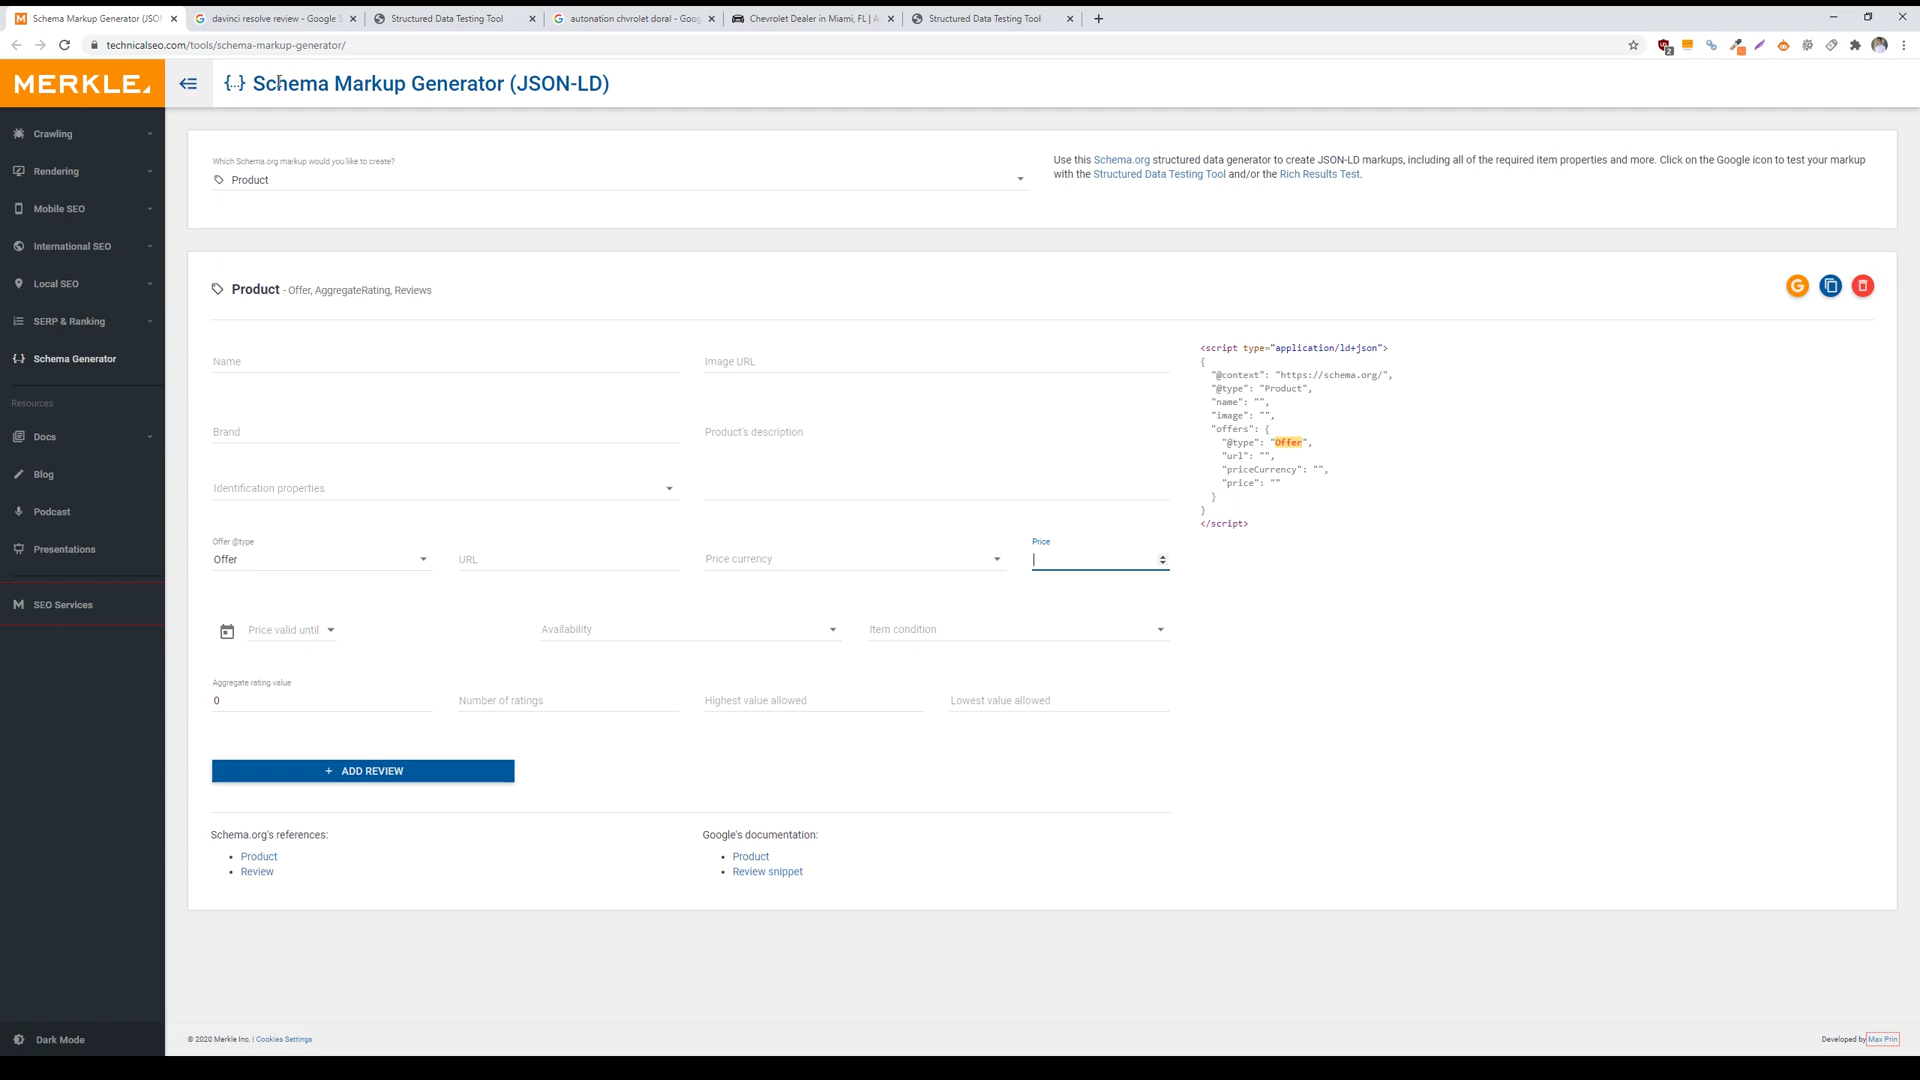 Schema Markup Generator (JSON
davinci resolve review - Google S
Structured Data Testing Tool
autonation chvrolet doral - Goog
Chevrolet Dealer in Miami, FL | A
Structured Data Testing Tool
technicalseo.com/tools/schema-markup-generator/
2
MERKLE
{..} Schema Markup Generator (JSON-LD)
Crawling
Rendering
Mobile SEO
International SEO
Local SEO
SERP & Ranking
{..} Schema Generator
Resources
Docs
Blog
Podcast
Presentations
M SEO Services
Dark Mode
Which Schema.org markup would you like to create?
Product
Use this Schema.org structured data generator to create JSON-LD markups, including all of the required item properties and more. Click on the Google icon to test your markup
with the Structured Data Testing Tool and/or the Rich Results Test.
Product - Offer, AggregateRating, Reviews
G
Name
Image URL
Brand
Product's description
Identification properties
Offer @type
Offer
URL
Price currency
Price
Price valid until
Availability
Item condition
Aggregate rating value
0
Number of ratings
Highest value allowed
Lowest value allowed
+ ADD REVIEW
<script type="application/ld+json">
{
"@context": "https://schema.org/",
"@type": "Product",
"name": "",
"image": "",
"offers": {
"@type": "Offer",
"url": "",
"priceCurrency": "",
"price": ""
}
}
</script>
Schema.org's references:
• Product
• Review
Google's documentation:
• Product
• Review snippet
© 2020 Merkle Inc. | Cookies Settings
Developed by Max Prin